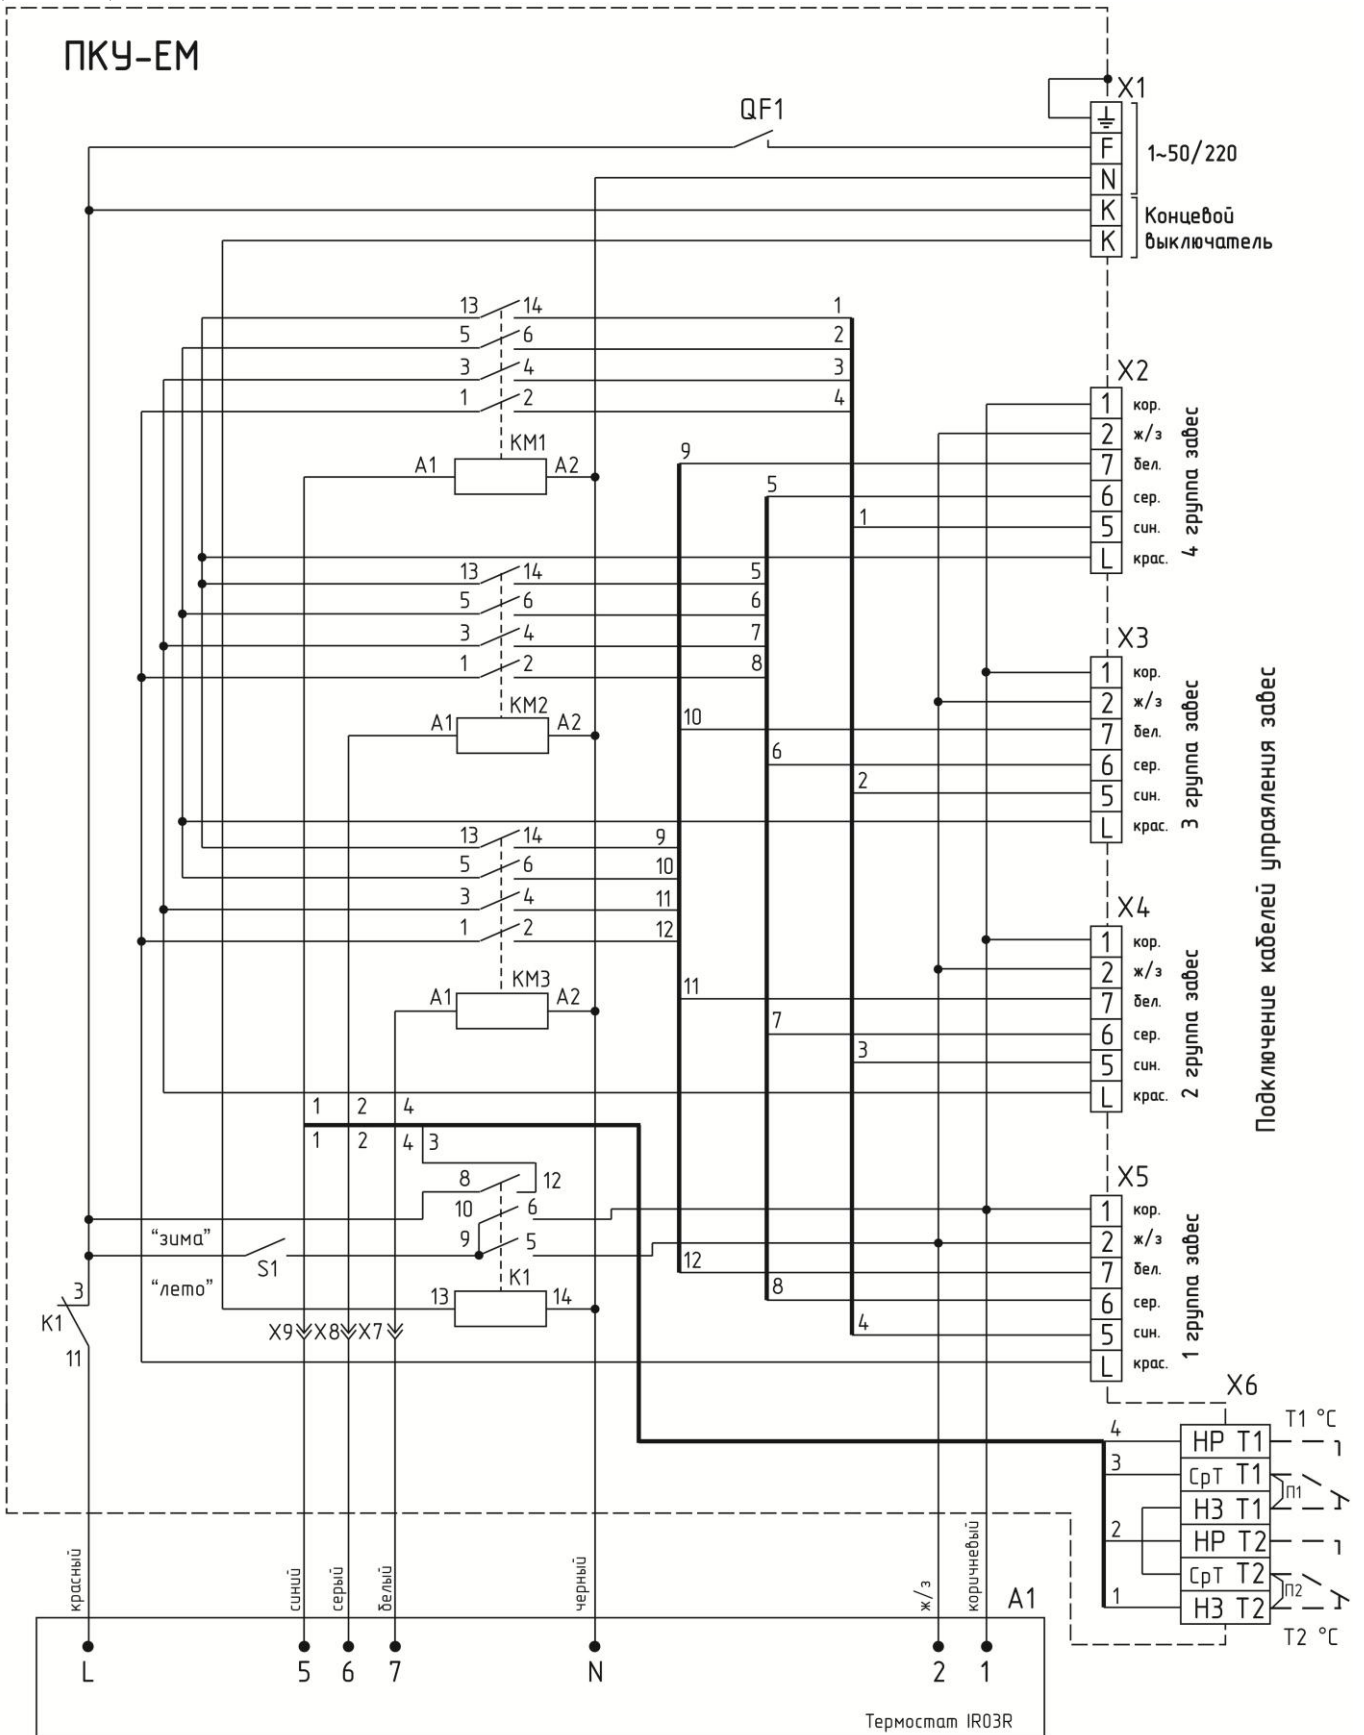 ПКУ-ЕМ
X1
QF1
F
N
K
K
1~50/220
Концевой
выключатель
13 14 1
5 6 2
3 4 3
1 2 4
A1 KM1 A2
X2
1 кор.
2 ж/з
9 7 бел.
5 6 сер.
1 5 син.
L крас.
4 группа завес
13 14 5
5 6 6
3 4 7
1 2 8
A1 KM2 A2
X3
1 кор.
2 ж/з
10 7 бел.
6 6 сер.
2 5 син.
L крас.
3 группа завес
13 14 9
5 6 10
3 4 11
1 2 12
A1 KM3 A2
X4
1 кор.
2 ж/з
11 7 бел.
7 6 сер.
3 5 син.
L крас.
2 группа завес
Подключение кабелей упраяления завес
1 2 4
1 2 4 3
8 12
10 6
9 5
"зима"
S1
"лето"
13 K1 14
3
K1
11
X9 X8 X7
X5
1 кор.
2 ж/з
12 7 бел.
8 6 сер.
4 5 син.
L крас.
1 группа завес
X6
T1 °C
4 НР Т1
3 СрТ Т1
П1
НЗ Т1
2 НР Т2
СрТ Т2
П2
1 НЗ Т2
T2 °C
красный
синий
серый
белый
черный
ж/з
коричневый
A1
L 5 6 7 N 2 1
Термостат IR03R